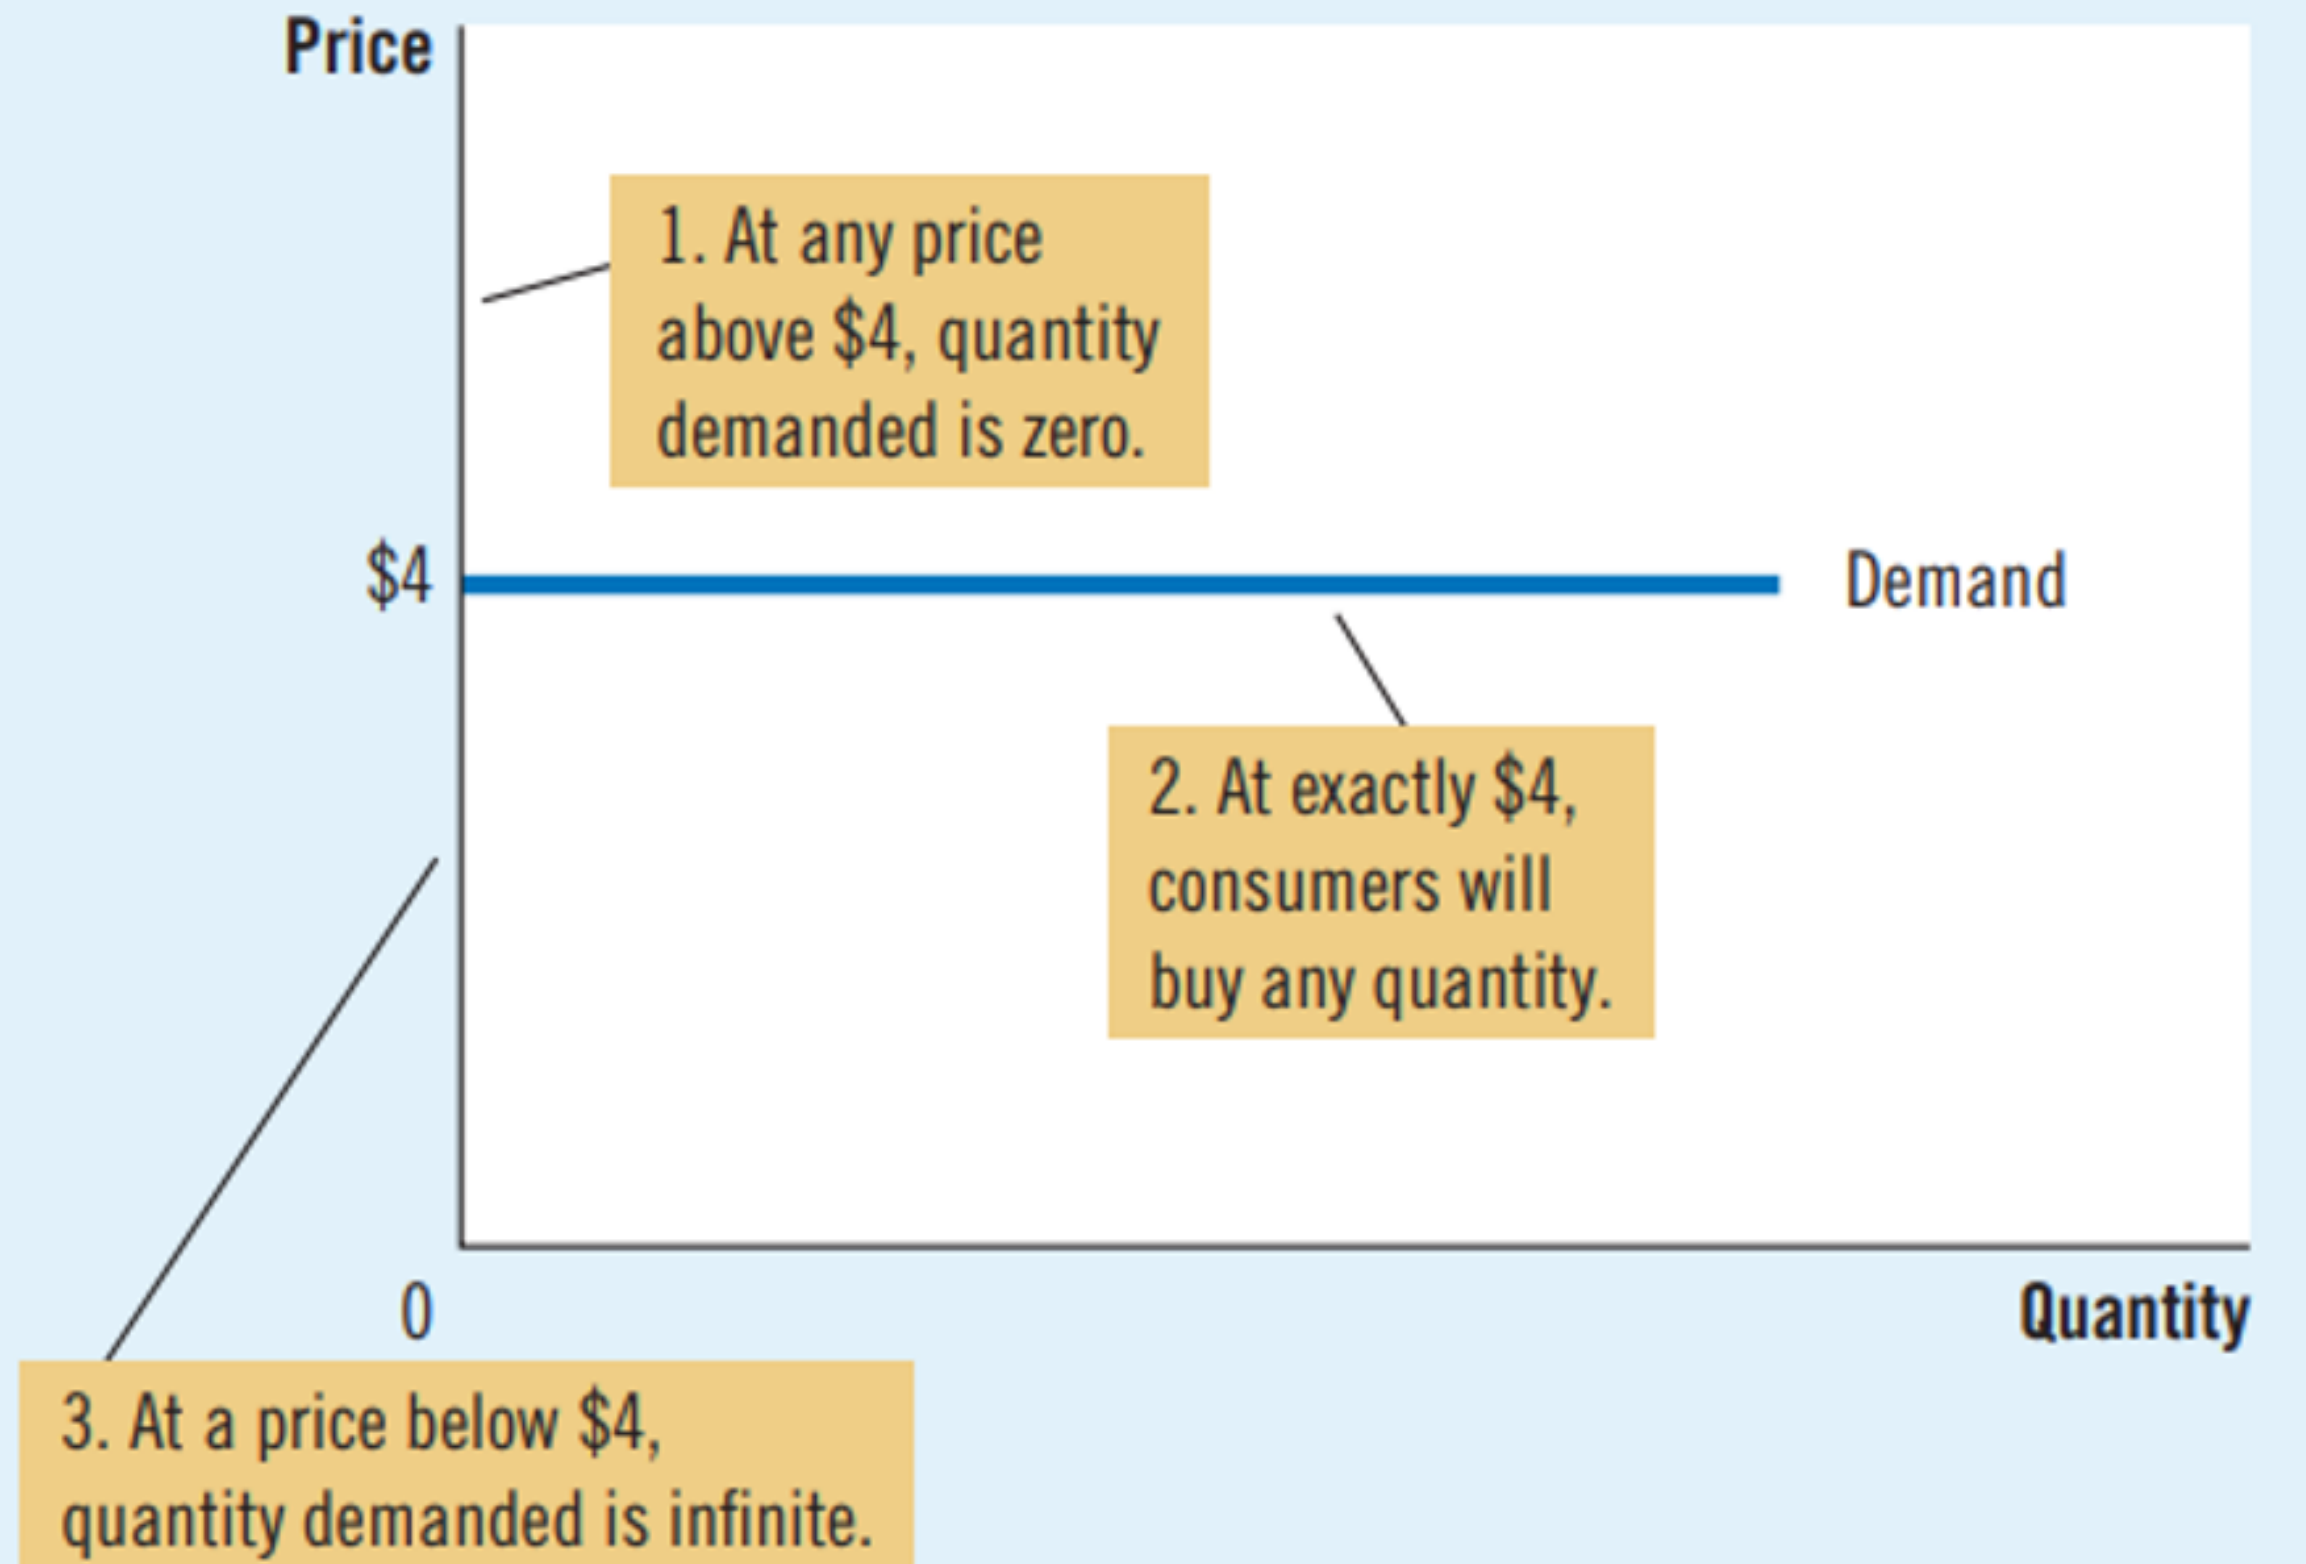 Price
1. At any price
above $4, quantity
demanded is zero.
$4
Demand
2. At exactly $4,
consumers will
buy any quantity.
0
Quantity
3. At a price below $4,
quantity demanded is infinite.